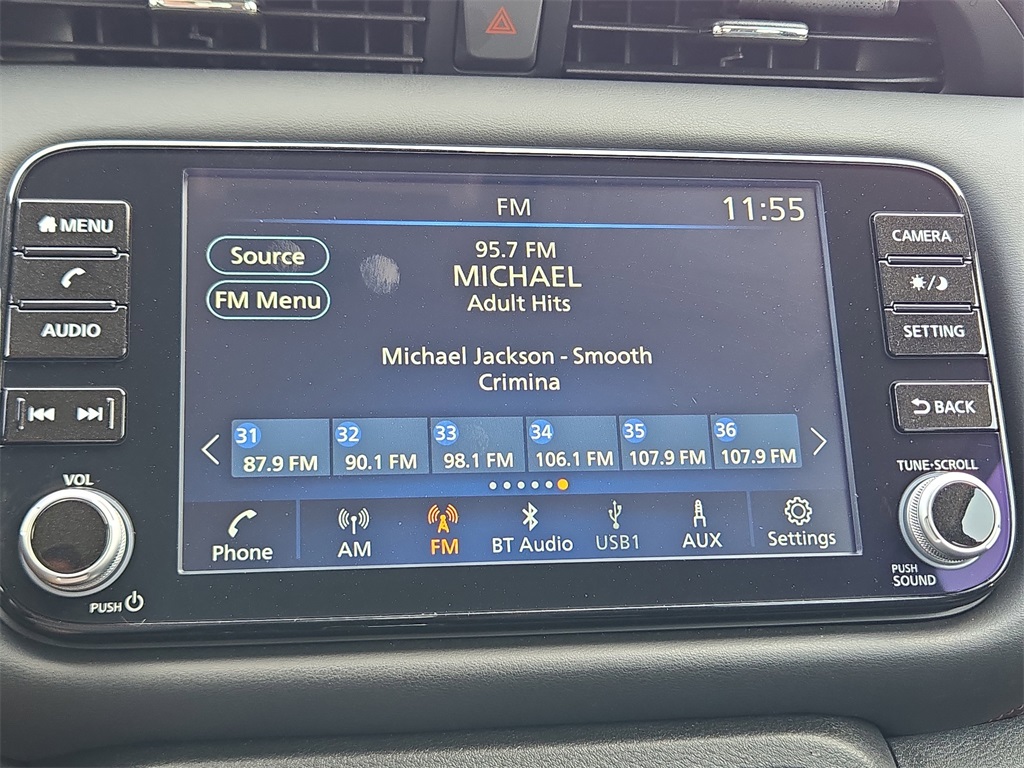 FM
11:55
MENU
CAMERA
Source
95.7 FM
MICHAEL
FM Menu
Adult Hits
AUDIO
SETTING
Michael Jackson - Smooth
Crimina
BACK
31
32
33
34
35
36
87.9 FM
90.1 FM
98.1 FM
106.1 FM
107.9 FM
107.9 FM
VOL
TUNE·SCROLL
Phone
AM
FM
BT Audio
USB1
AUX
Settings
PUSH
PUSH
SOUND